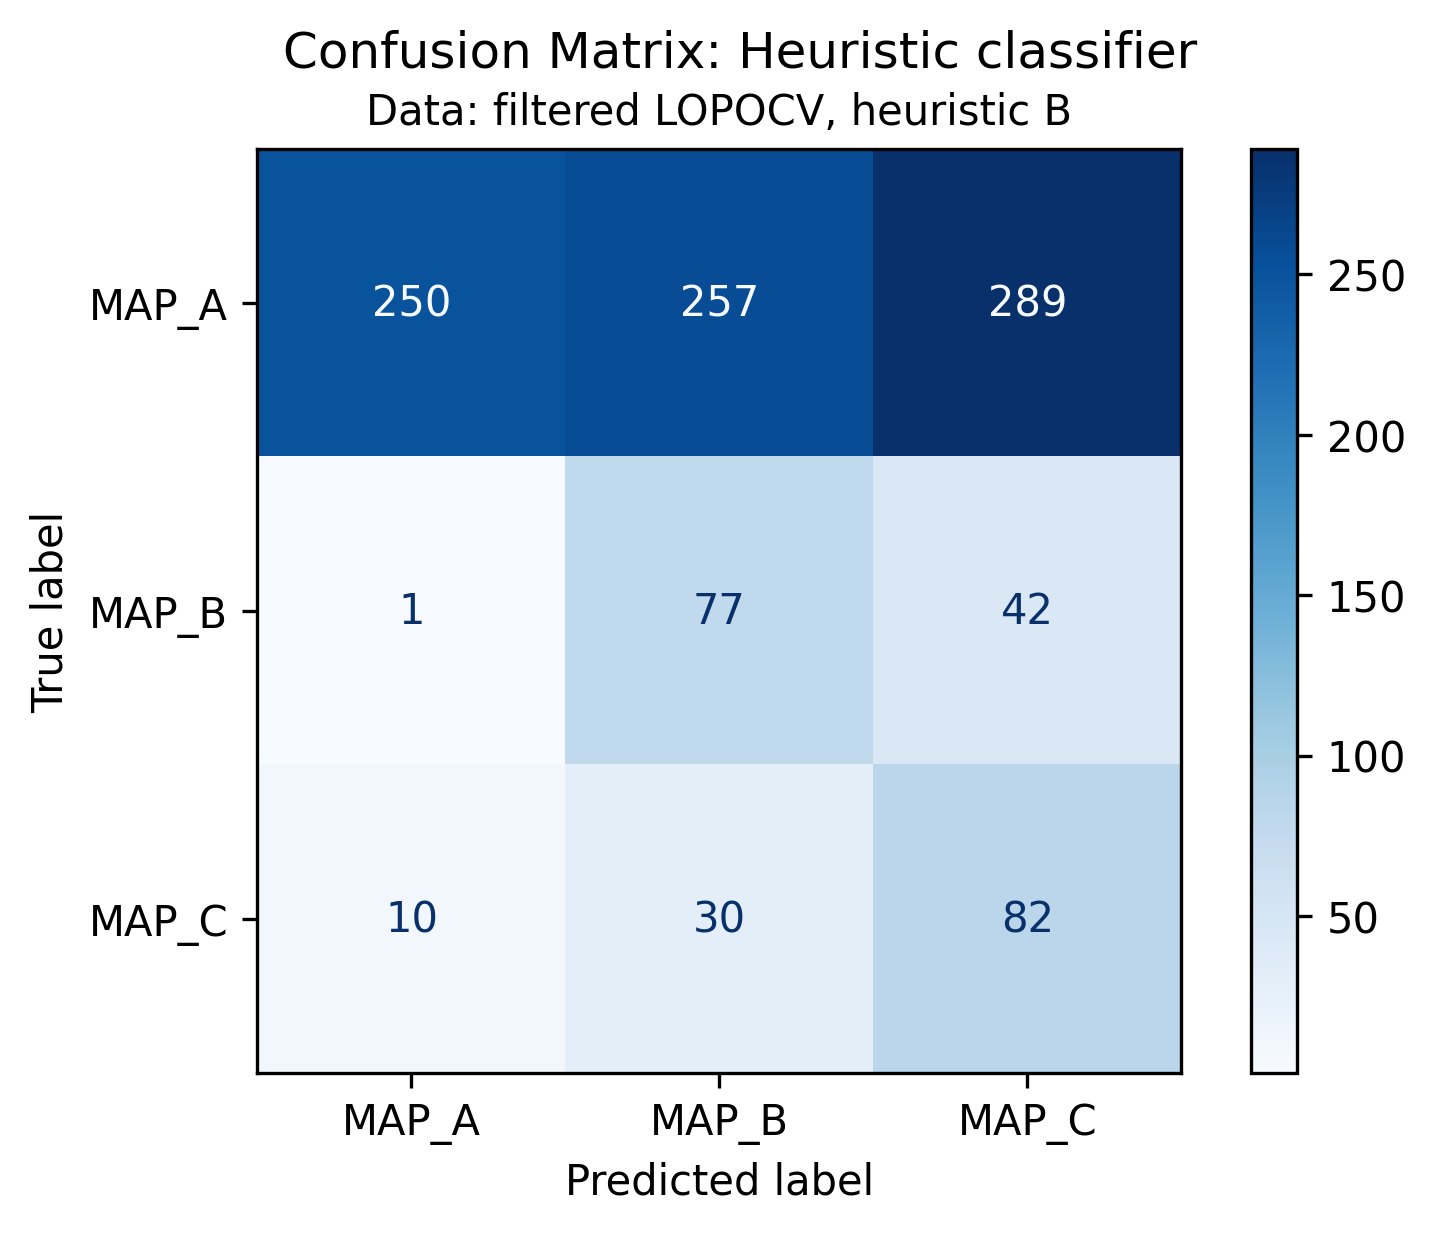 Confusion Matrix: Heuristic classifier
Data: filtered LOPOCV, heuristic B
True label
MAP_A 250 257 289
MAP_B 1 77 42
MAP_C 10 30 82
MAP_A MAP_B MAP_C
Predicted label
250
200
150
100
50